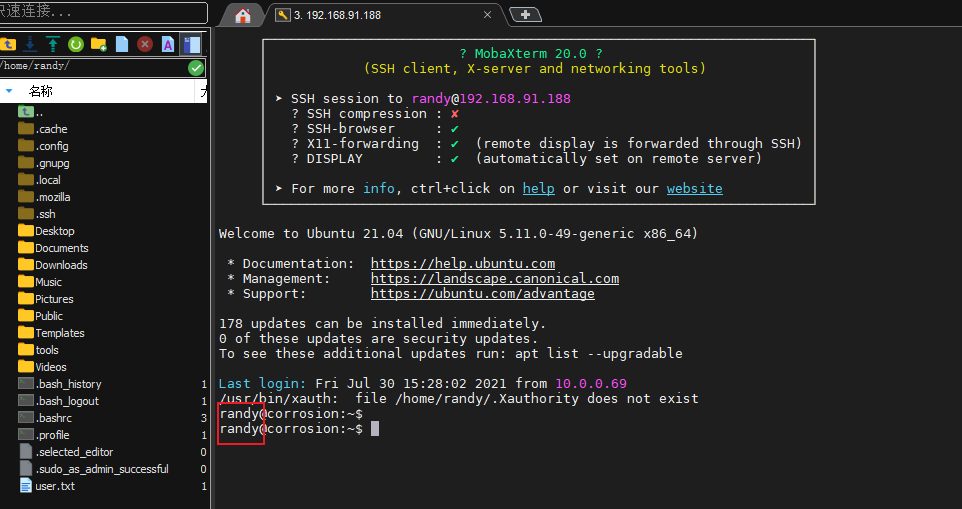 快速连接...
3. 192.168.91.188
/home/randy/
名称
..
.cache
.config
.gnupg
.local
.mozilla
.ssh
Desktop
Documents
Downloads
Music
Pictures
Public
Templates
tools
Videos
.bash_history 1
.bash_logout 1
.bashrc 3
.profile 1
.selected_editor 0
.sudo_as_admin_successful 0
user.txt 1
? MobaXterm 20.0 ?
(SSH client, X-server and networking tools)
➤ SSH session to randy@192.168.91.188
? SSH compression : ✘
? SSH-browser : ✔
? X11-forwarding : ✔ (remote display is forwarded through SSH)
? DISPLAY : ✔ (automatically set on remote server)
➤ For more info, ctrl+click on help or visit our website
Welcome to Ubuntu 21.04 (GNU/Linux 5.11.0-49-generic x86_64)
* Documentation: https://help.ubuntu.com
* Management: https://landscape.canonical.com
* Support: https://ubuntu.com/advantage
178 updates can be installed immediately.
0 of these updates are security updates.
To see these additional updates run: apt list --upgradable
Last login: Fri Jul 30 15:28:02 2021 from 10.0.0.69
/usr/bin/xauth: file /home/randy/.Xauthority does not exist
randy@corrosion:~$
randy@corrosion:~$